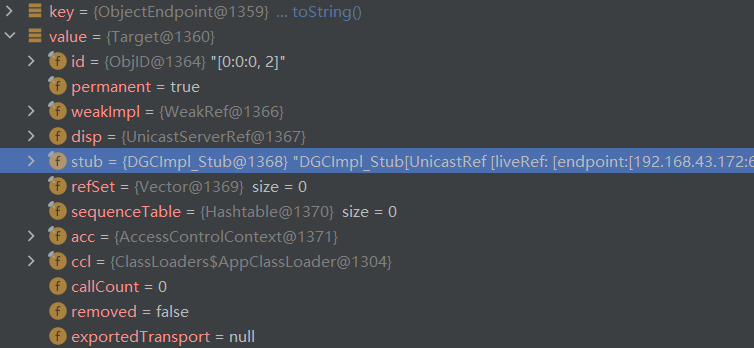 key = {ObjectEndpoint@1359} ... toString()
value = {Target@1360}
f id = {ObjID@1364} "[0:0:0, 2]"
f permanent = true
f weakImpl = {WeakRef@1366}
f disp = {UnicastServerRef@1367}
f stub = {DGCImpl_Stub@1368} "DGCImpl_Stub[UnicastRef [liveRef: [endpoint:[192.168.43.172:6
f refSet = {Vector@1369} size = 0
f sequenceTable = {Hashtable@1370} size = 0
f acc = {AccessControlContext@1371}
f ccl = {ClassLoaders$AppClassLoader@1304}
f callCount = 0
f removed = false
f exportedTransport = null